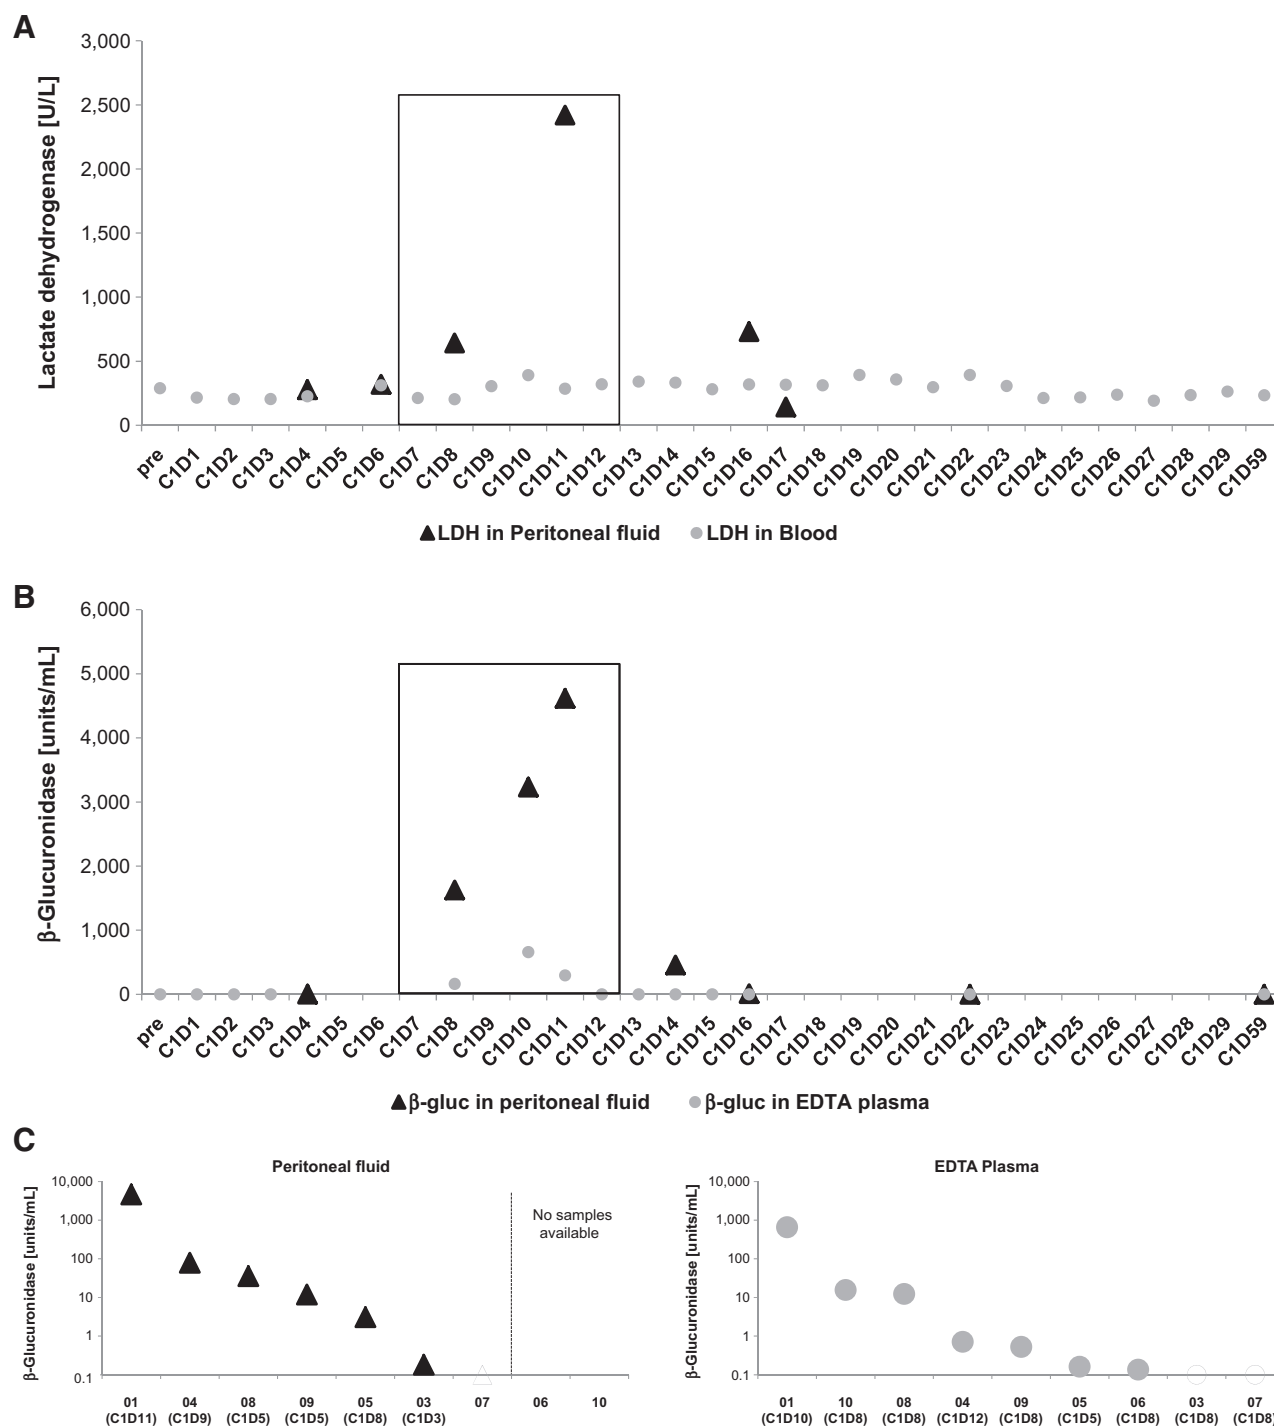 A
Lactate dehydrogenase [U/L]
3,000
2,500
2,000
1,500
1,000
500
0
pre C1D1 C1D2 C1D3 C1D4 C1D5 C1D6 C1D7 C1D8 C1D9 C1D10 C1D11 C1D12 C1D13 C1D14 C1D15 C1D16 C1D17 C1D18 C1D19 C1D20 C1D21 C1D22 C1D23 C1D24 C1D25 C1D26 C1D27 C1D28 C1D29 C1D59
LDH in Peritoneal fluid LDH in Blood
B
β-Glucuronidase [units/mL]
6,000
5,000
4,000
3,000
2,000
1,000
0
pre C1D1 C1D2 C1D3 C1D4 C1D5 C1D6 C1D7 C1D8 C1D9 C1D10 C1D11 C1D12 C1D13 C1D14 C1D15 C1D16 C1D17 C1D18 C1D19 C1D20 C1D21 C1D22 C1D23 C1D24 C1D25 C1D26 C1D27 C1D28 C1D29 C1D59
β-gluc in peritoneal fluid β-gluc in EDTA plasma
C
Peritoneal fluid
β-Glucuronidase [units/mL]
10,000
1,000
100
10
1
0.1
No samples
available
01 04 08 09 05 03 07 06 10
(C1D11) (C1D9) (C1D5) (C1D5) (C1D8) (C1D3)
EDTA Plasma
β-Glucuronidase [units/mL]
10,000
1,000
100
10
1
0.1
01 10 08 04 09 05 06 03 07
(C1D10) (C1D8) (C1D8) (C1D12) (C1D8) (C1D5) (C1D8) (C1D8) (C1D8)